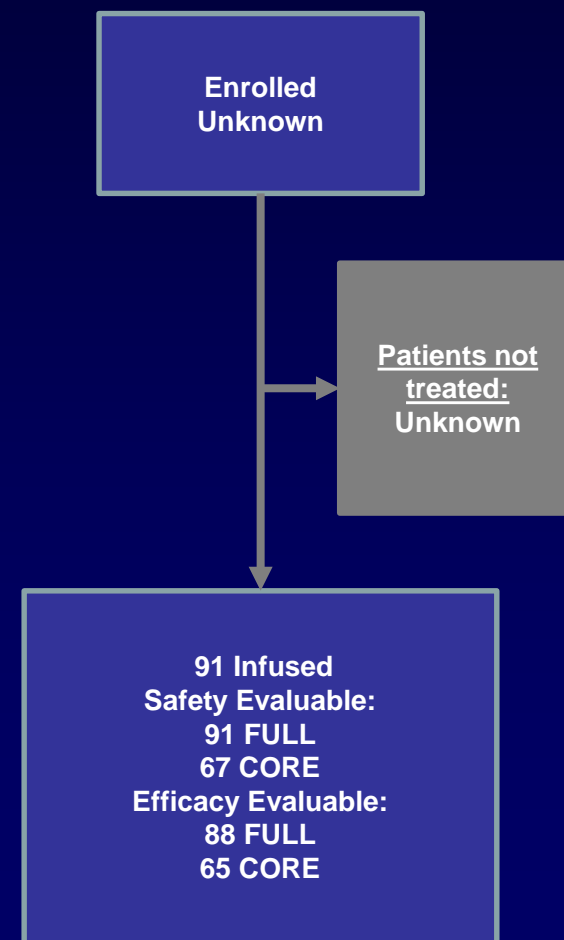 Enrolled
Unknown
Patients not
treated:
Unknown
91 Infused
Safety Evaluable:
91 FULL
67 CORE
Efficacy Evaluable:
88 FULL
65 CORE